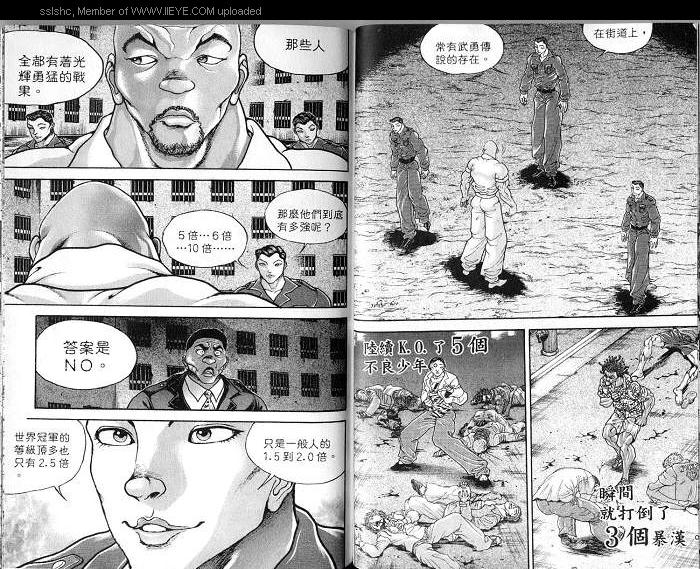 sslshc, Member of WWW.IIEYE.COM uploaded
在街道上，
常有武勇傳
說的存在。
瞬間
就打倒了
3個暴漢。
陸續K.O.了5個
不良少年
那些人
全都有著光
輝勇猛的戰
果。
那麼他們到底
有多強呢？
5倍…6倍
…10倍……
答案是
NO。
只是一般人的
1.5到2.0倍。
世界冠軍的
等級頂多也
只有2.5倍
。